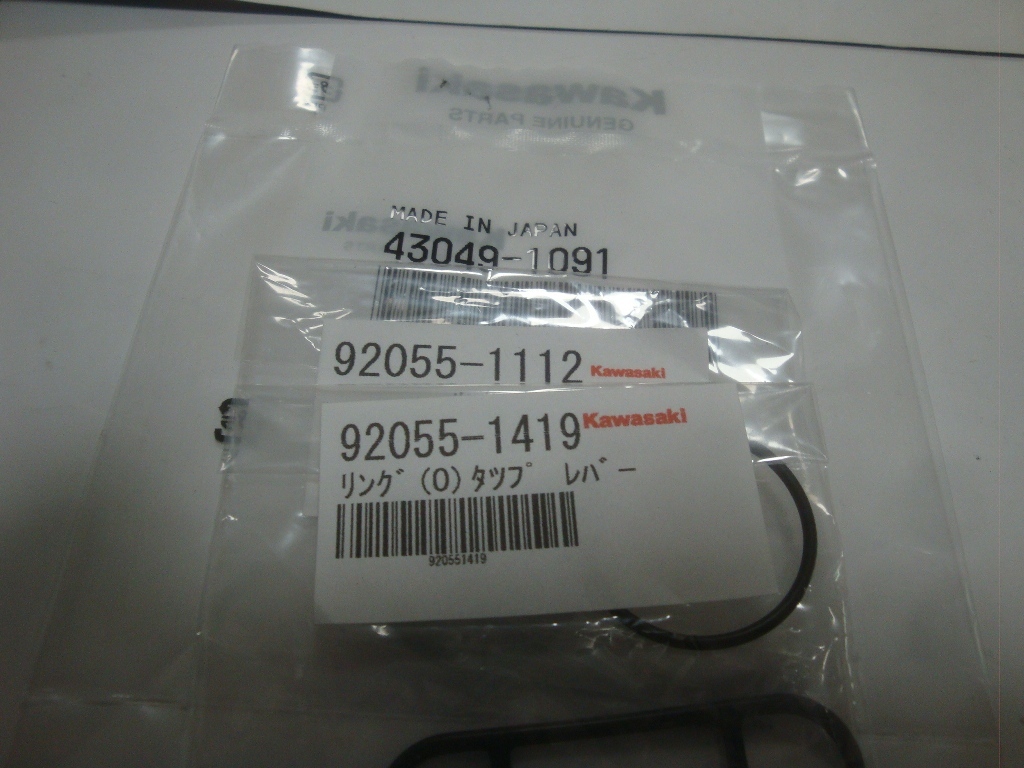 Kawasaki
GENUINE PARTS
MADE IN JAPAN
43049-1091
92055-1112 Kawasaki
92055-1419 Kawasaki
リンク゛(O)タツプ レバー
920551419